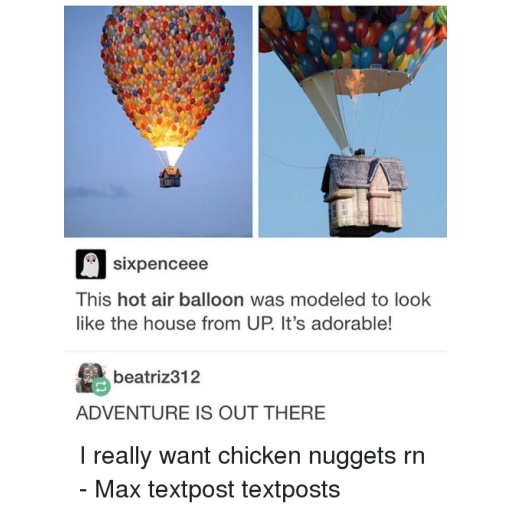 sixpenceee
This hot air balloon was modeled to look
like the house from UP. It's adorable!
beatriz312
ADVENTURE IS OUT THERE
I really want chicken nuggets rn
- Max textpost textposts